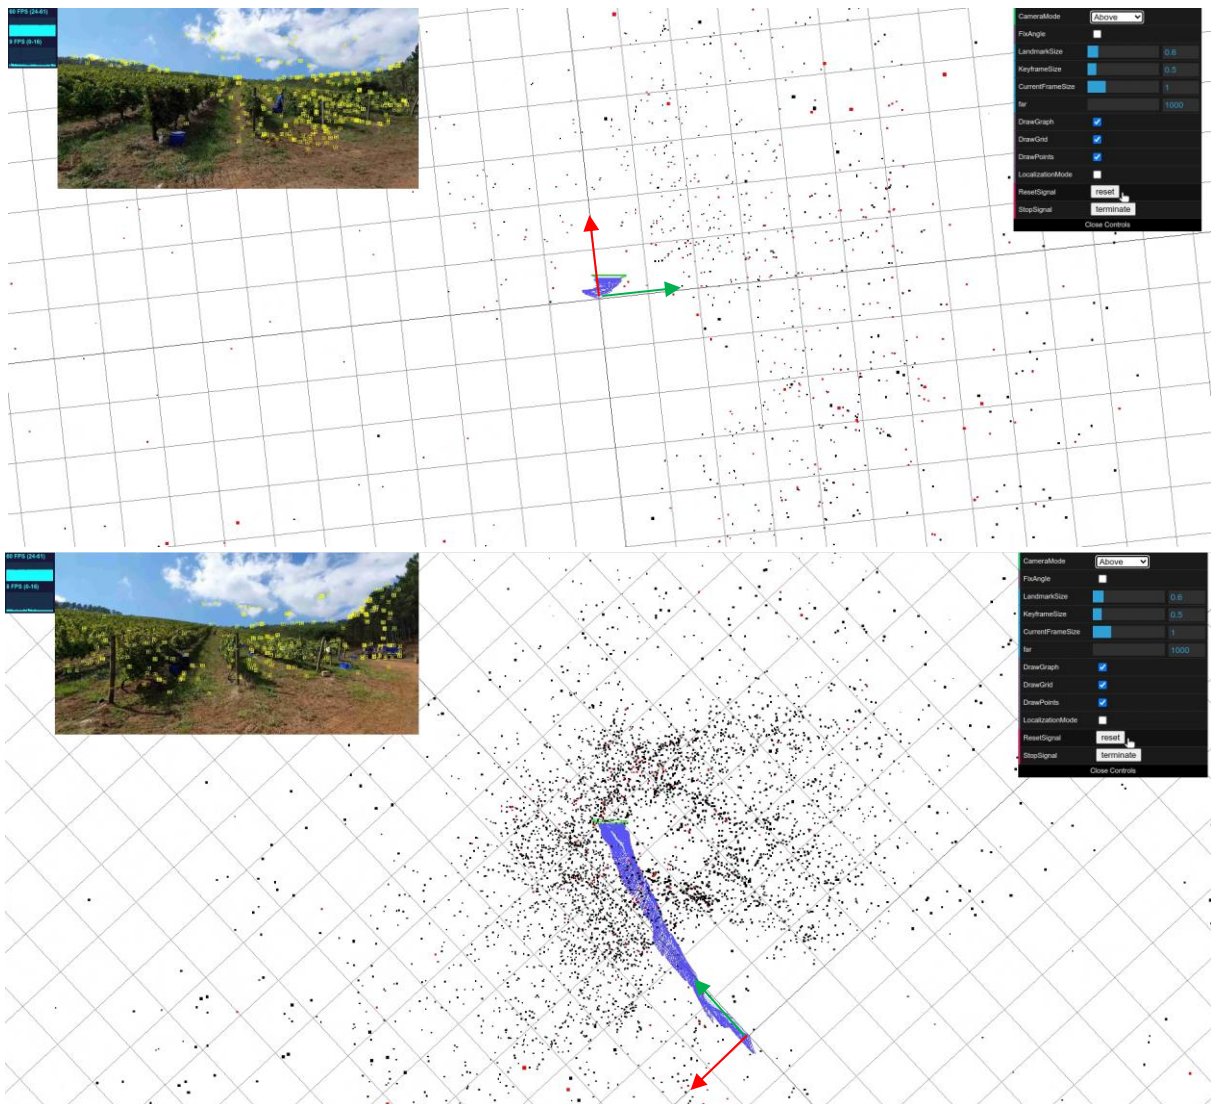 60 FPS (24-61)
6 FPS (0-16)
CameraMode Above
FixAngle
LandmarkSize 0.6
KeyframeSize 0.5
CurrentFrameSize 1
far 1000
DrawGraph
DrawGrid
DrawPoints
LocalizationMode
ResetSignal reset
StopSignal terminate
Close Controls
60 FPS (24-61)
6 FPS (0-16)
CameraMode Above
FixAngle
LandmarkSize 0.6
KeyframeSize 0.5
CurrentFrameSize 1
far 1000
DrawGraph
DrawGrid
DrawPoints
LocalizationMode
ResetSignal reset
StopSignal terminate
Close Controls